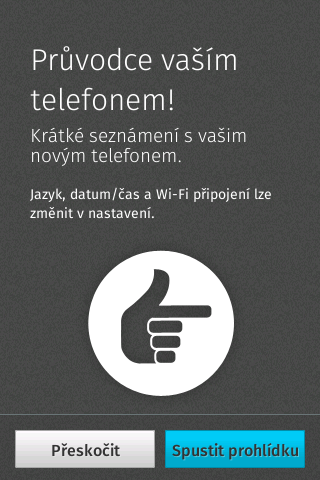 Průvodce vaším
telefonem!
Krátké seznámení s vašim
novým telefonem.
Jazyk, datum/čas a Wi-Fi připojení lze
změnit v nastavení.
Přeskočit
Spustit prohlídku